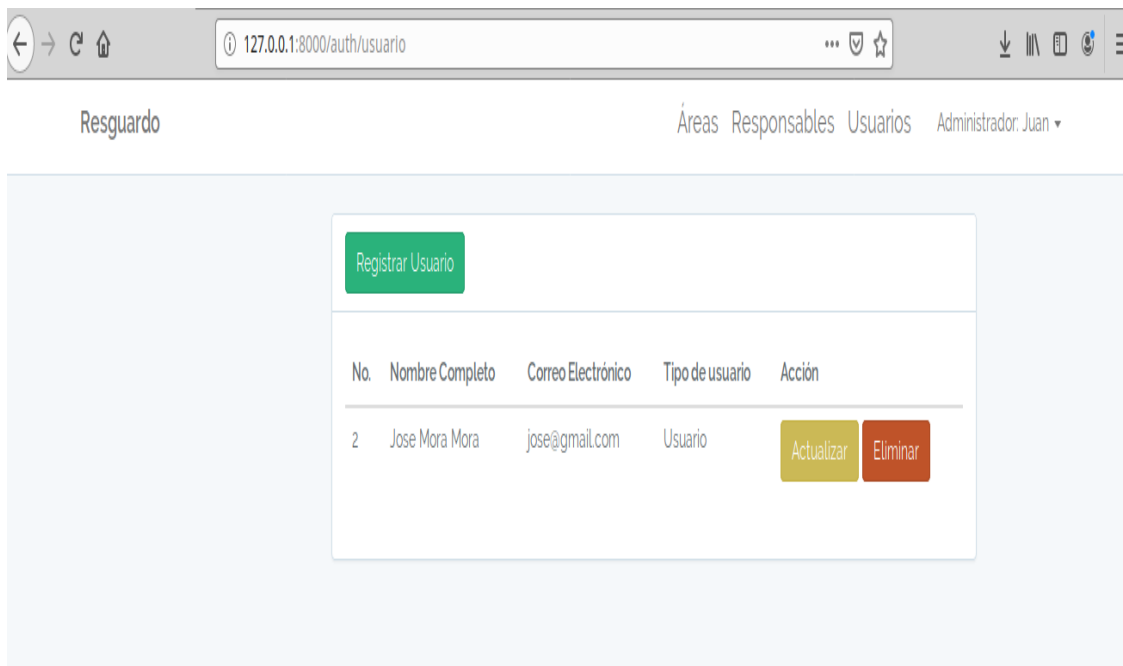 127.0.0.1:8000/auth/usuario
Resguardo
Áreas Responsables Usuarios Administrador: Juan
Registrar Usuario
No. Nombre Completo Correo Electrónico Tipo de usuario Acción
2 Jose Mora Mora jose@gmail.com Usuario Actualizar Eliminar